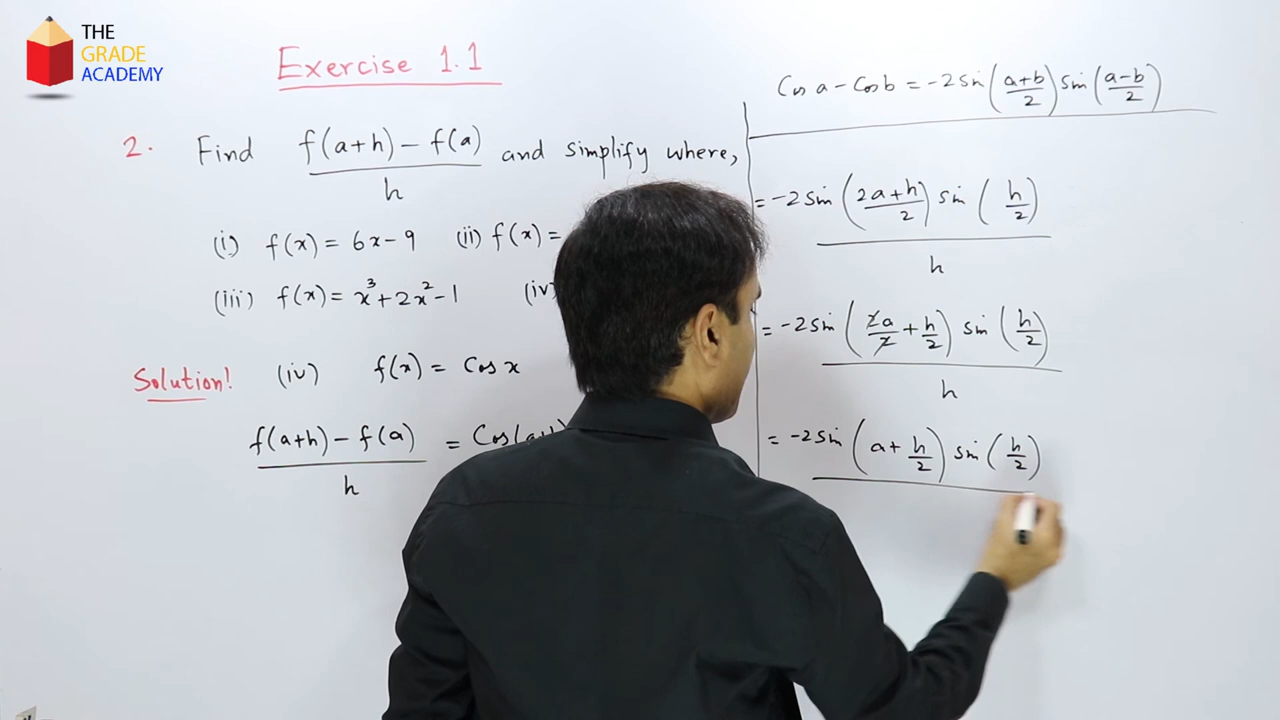 THE
GRADE
ACADEMY
Exercise 1.1
2. Find f(a+h) − f(a) / h and simplify where,
(i) f(x) = 6x − 9 (ii) f(x) =
(iii) f(x) = x³ + 2x² − 1 (iv)
Solution! (iv) f(x) = Cos x
f(a+h) − f(a) / h = Cos(a+h)
Cos a − Cos b = −2 sin (a+b / 2) sin (a−b / 2)
= −2 sin (2a+h / 2) sin (h / 2) / h
= −2 sin (2a / 2 + h / 2) sin (h / 2) / h
= −2 sin (a + h / 2) sin (h / 2)